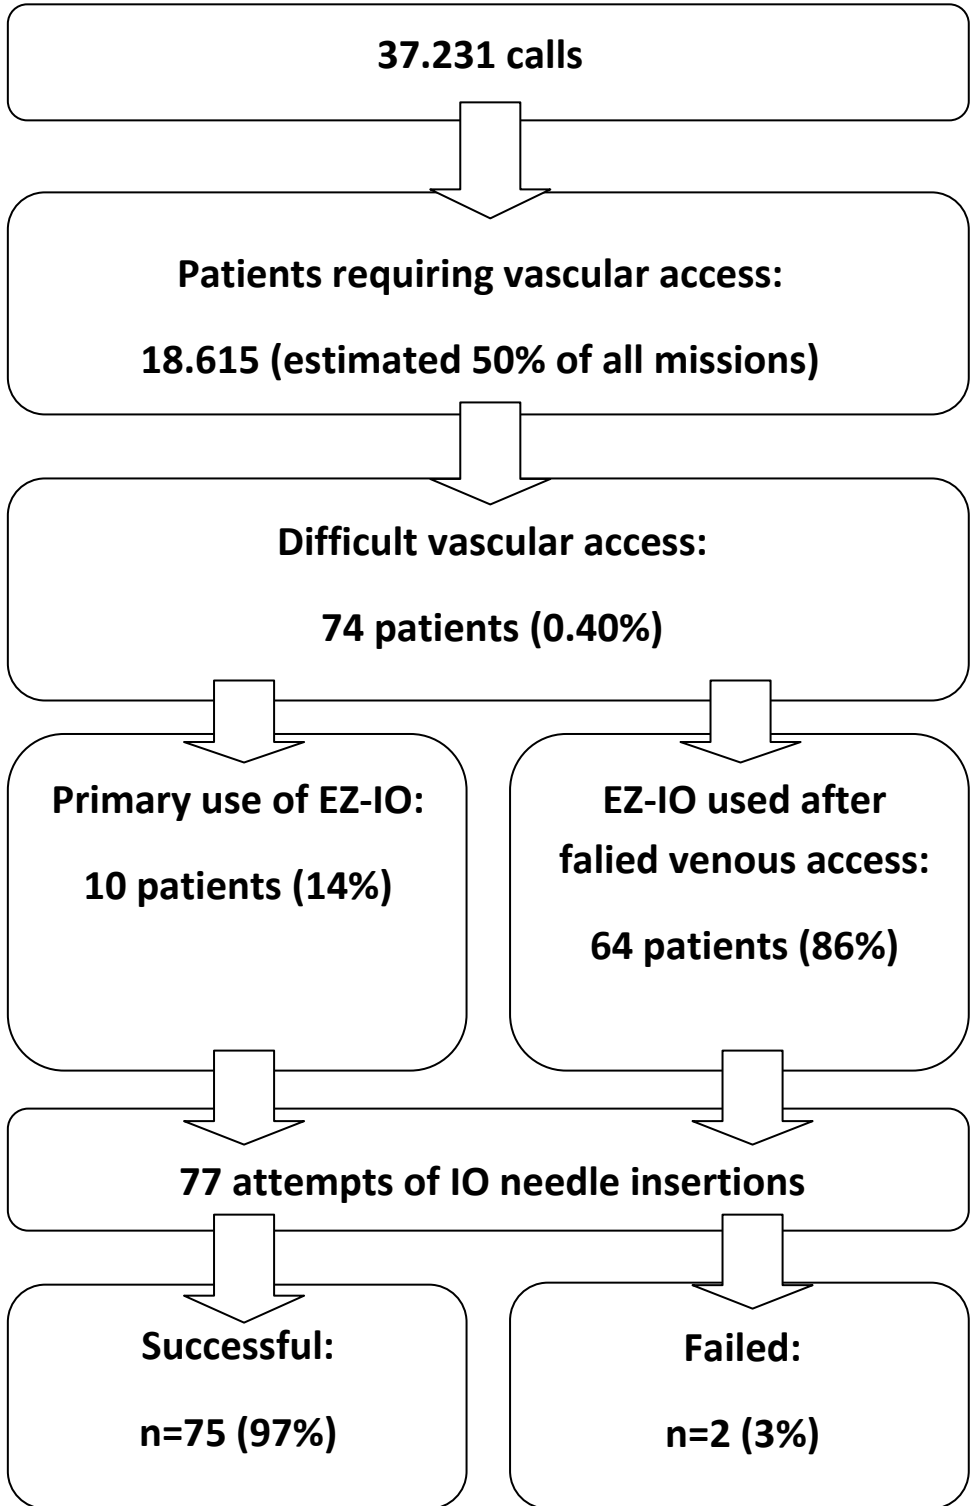 37.231 calls
Patients requiring vascular access:
18.615 (estimated 50% of all missions)
Difficult vascular access:
74 patients (0.40%)
Primary use of EZ-IO:
10 patients (14%)
EZ-IO used after
falied venous access:
64 patients (86%)
77 attempts of IO needle insertions
Successful:
n=75 (97%)
Failed:
n=2 (3%)